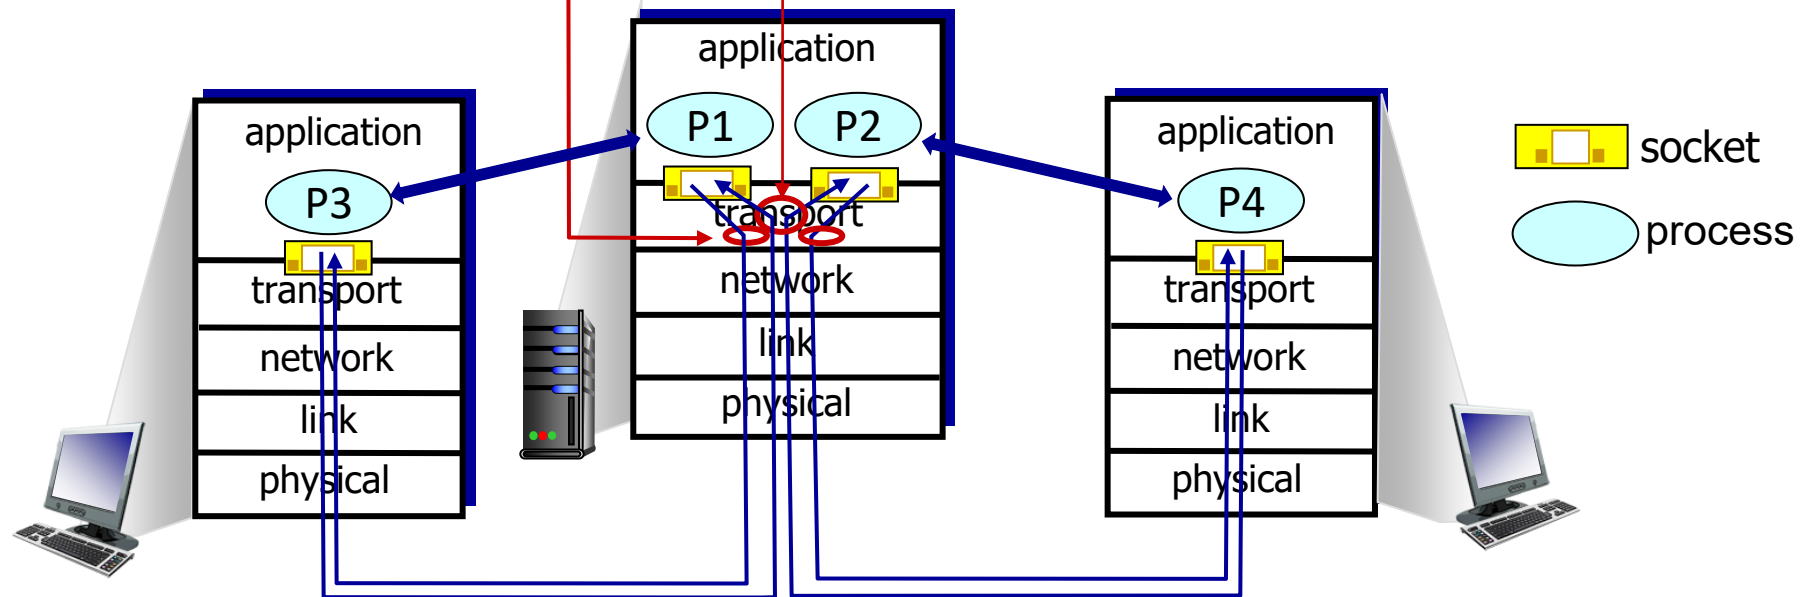 application
P3
transport
network
link
physical
application
P1
P2
transport
network
link
physical
application
P4
transport
network
link
physical
socket
process